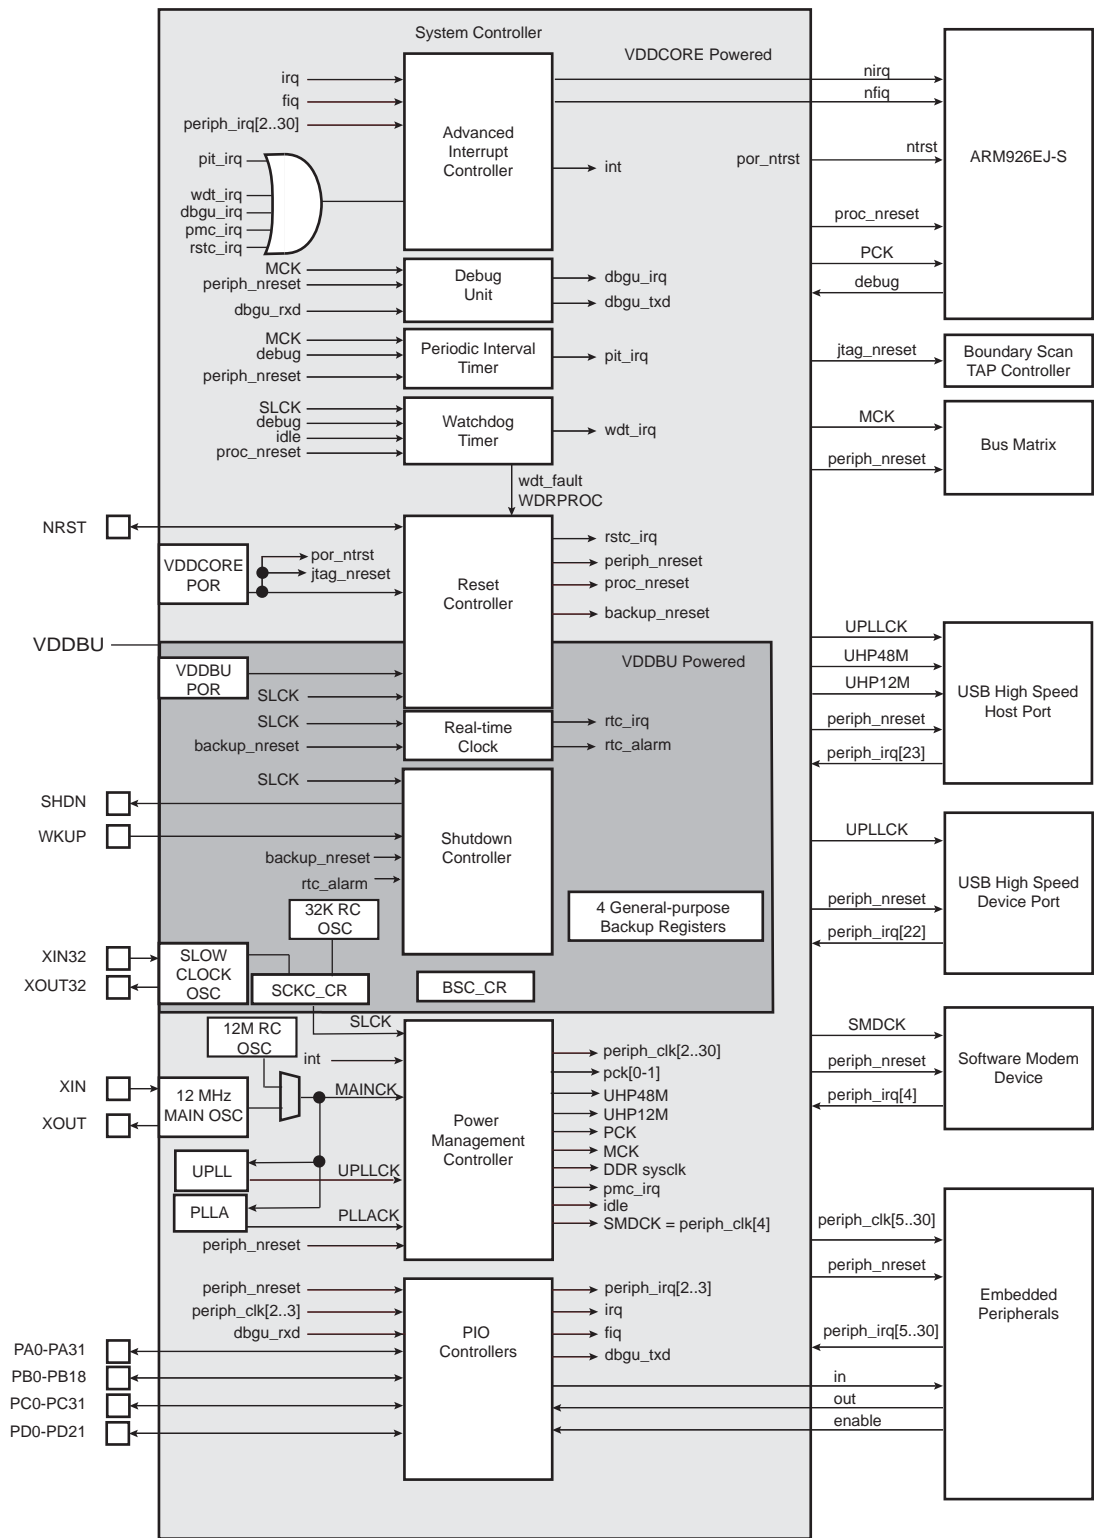 System Controller
VDDCORE Powered
irq
fiq
periph_irq[2..30]
pit_irq
wdt_irq
dbgu_irq
pmc_irq
rstc_irq
Advanced
Interrupt
Controller
int
nirq
nfiq
por_ntrst
ntrst
proc_nreset
PCK
debug
ARM926EJ-S
MCK
periph_nreset
dbgu_rxd
Debug
Unit
dbgu_irq
dbgu_txd
MCK
debug
periph_nreset
Periodic Interval
Timer
pit_irq
jtag_nreset
Boundary Scan
TAP Controller
SLCK
debug
idle
proc_nreset
Watchdog
Timer
wdt_irq
MCK
periph_nreset
Bus Matrix
wdt_fault
WDRPROC
NRST
VDDCORE
POR
por_ntrst
jtag_nreset
Reset
Controller
rstc_irq
periph_nreset
proc_nreset
backup_nreset
VDDBU
VDDBU Powered
VDDBU
POR
SLCK
UPLLCK
UHP48M
UHP12M
periph_nreset
periph_irq[23]
USB High Speed
Host Port
SLCK
backup_nreset
Real-time
Clock
rtc_irq
rtc_alarm
SLCK
SHDN
WKUP
backup_nreset
rtc_alarm
Shutdown
Controller
4 General-purpose
Backup Registers
UPLLCK
periph_nreset
periph_irq[22]
USB High Speed
Device Port
32K RC
OSC
XIN32
XOUT32
SLOW
CLOCK
OSC
SCKC_CR
BSC_CR
12M RC
OSC
SLCK
int
XIN
XOUT
12 MHz
MAIN OSC
MAINCK
UPLL
UPLLCK
PLLA
PLLACK
periph_nreset
Power
Management
Controller
periph_clk[2..30]
pck[0-1]
UHP48M
UHP12M
PCK
MCK
DDR sysclk
pmc_irq
idle
SMDCK = periph_clk[4]
SMDCK
periph_nreset
periph_irq[4]
Software Modem
Device
periph_nreset
periph_clk[2..3]
dbgu_rxd
PA0-PA31
PB0-PB18
PC0-PC31
PD0-PD21
PIO
Controllers
periph_irq[2..3]
irq
fiq
dbgu_txd
periph_clk[5..30]
periph_nreset
periph_irq[5..30]
in
out
enable
Embedded
Peripherals